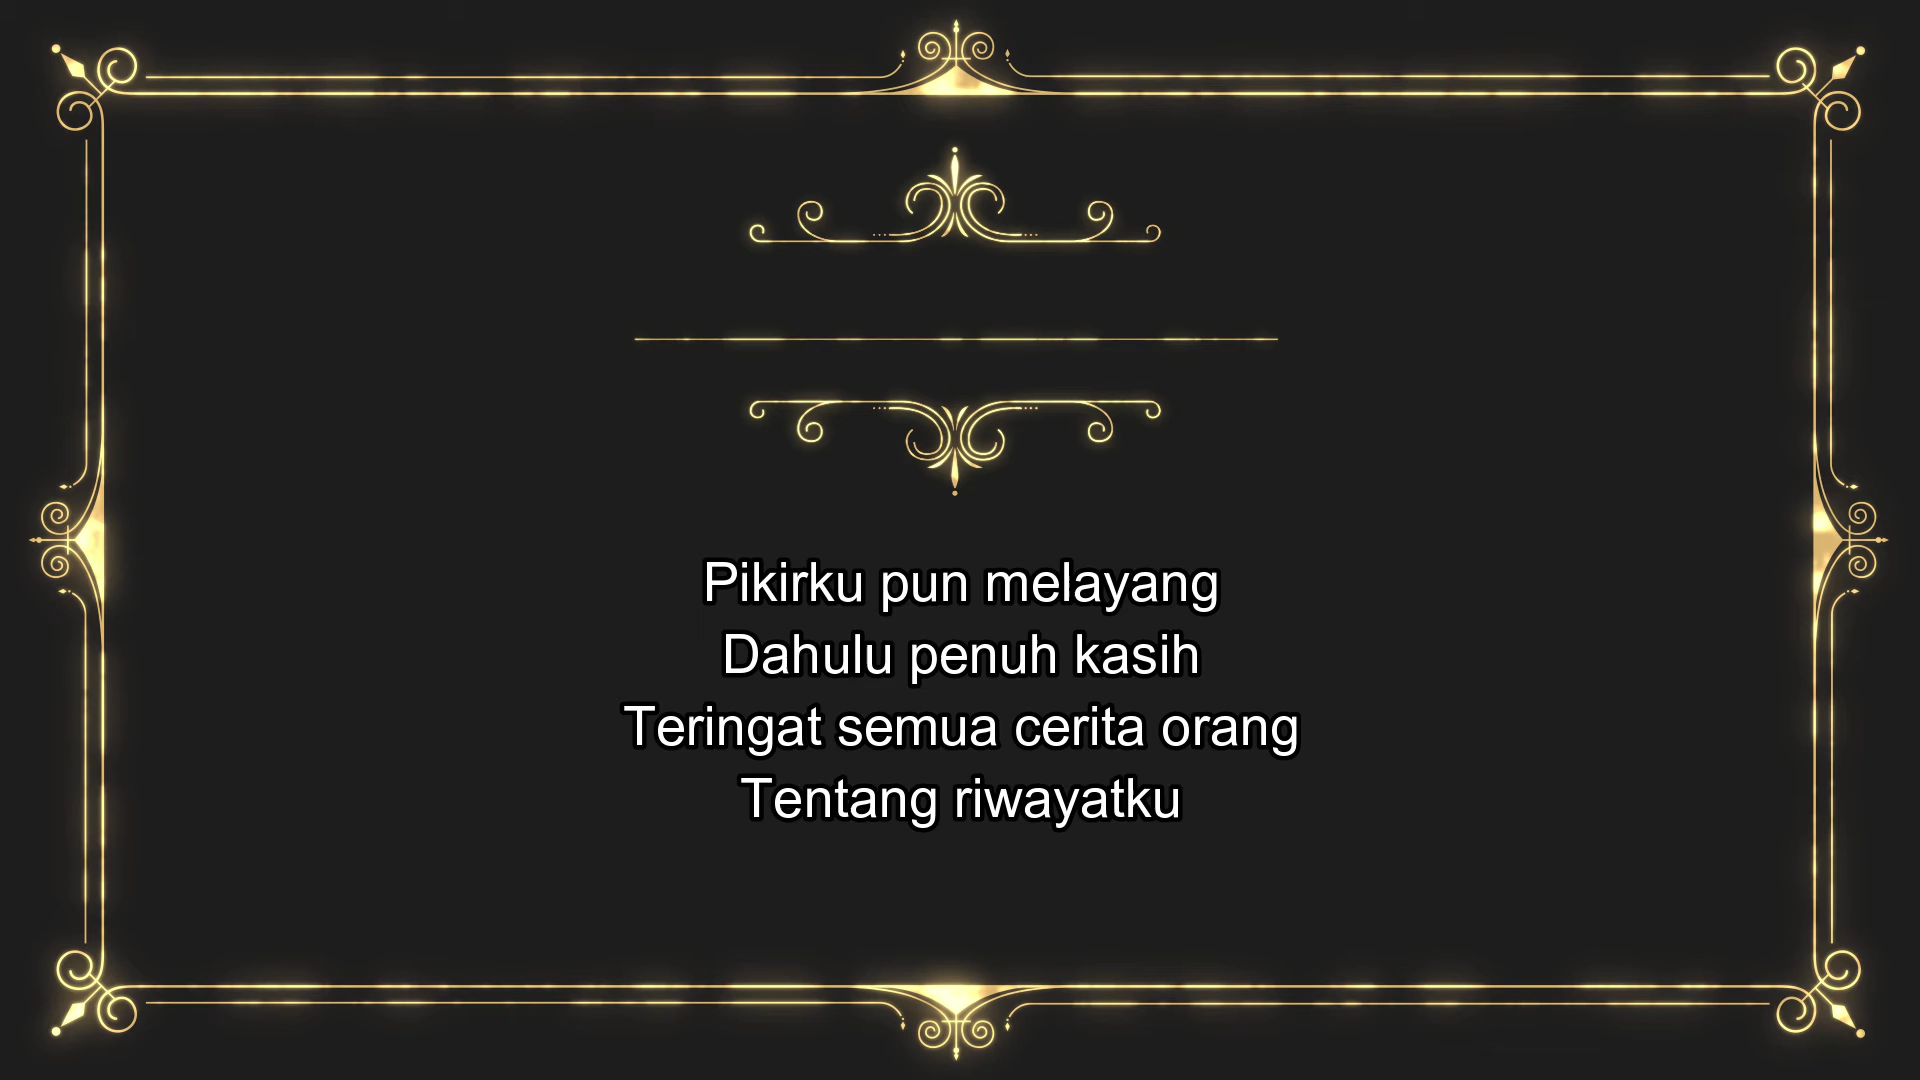 Pikirku pun melayang
Dahulu penuh kasih
Teringat semua cerita orang
Tentang riwayatku